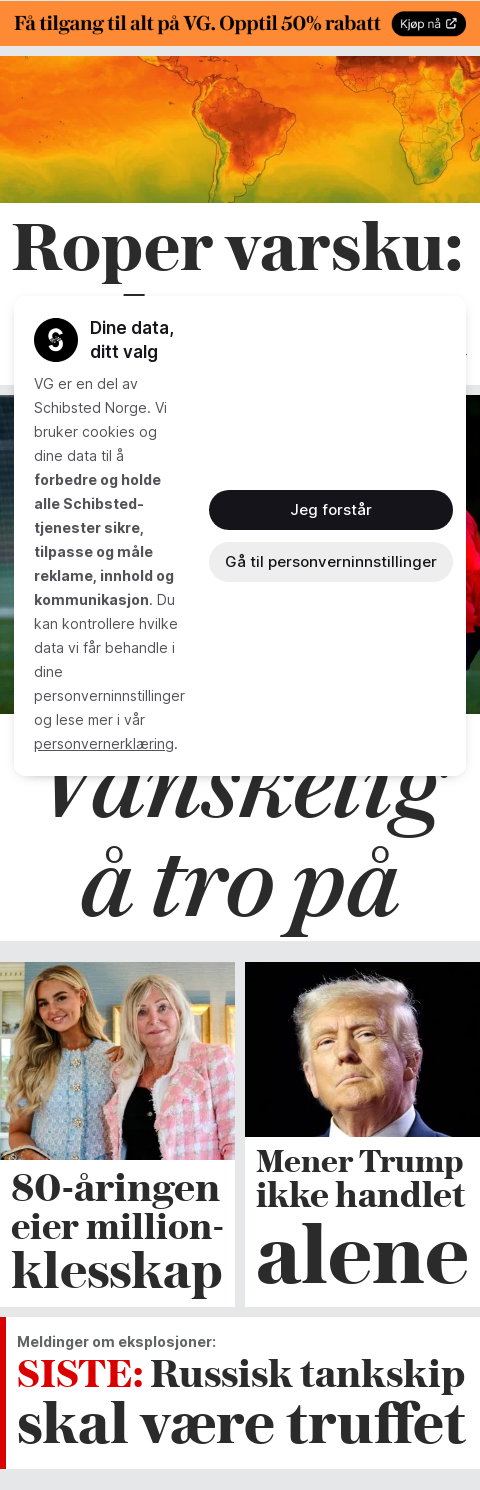 Få tilgang til alt på VG. Opptil 50% rabatt
Kjøp nå
Roper varsku:
Dine data,
ditt valg
VG er en del av
Schibsted Norge. Vi
bruker cookies og
dine data til å
forbedre og holde
alle Schibsted-
tjenester sikre,
tilpasse og måle
reklame, innhold og
kommunikasjon. Du
kan kontrollere hvilke
data vi får behandle i
dine
personverninnstillinger
og lese mer i vår
personvernerklæring.
Jeg forstår
Gå til personverninnstillinger
Vanskelig
å tro på
80-åringen
eier million-
klesskap
Mener Trump
ikke handlet
alene
Meldinger om eksplosjoner:
SISTE: Russisk tankskip
skal være truffet